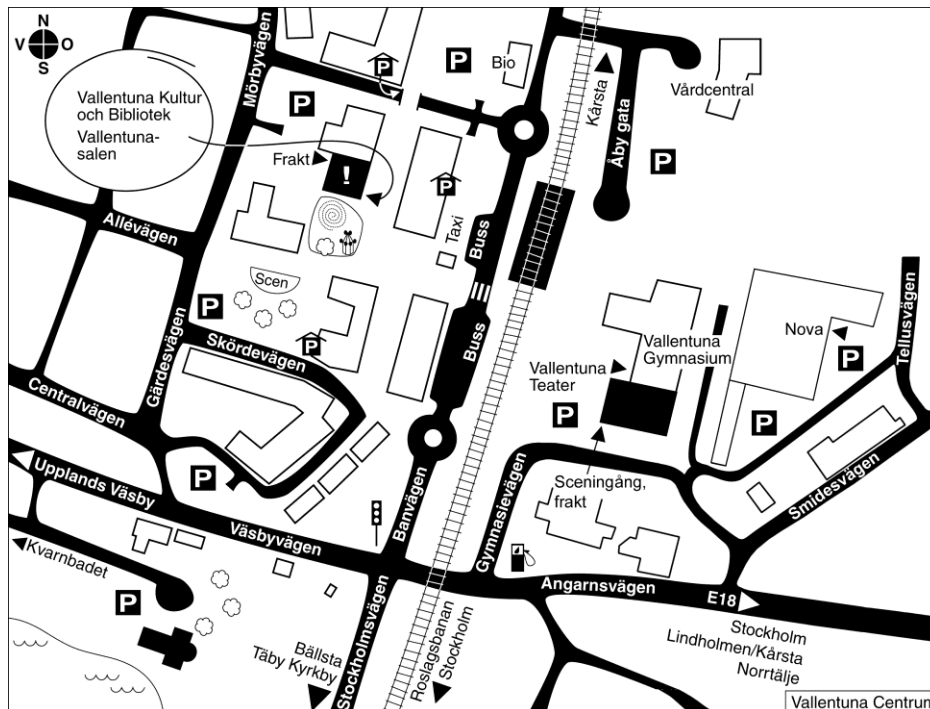 N
V O
S
Mörbyvägen
P
P
Bio
Kårsta
Vårdcentral
Åby gata
P
P
Vallentuna Kultur
och Bibliotek
Vallentuna-
salen
Frakt
!
P
Allévägen
Taxi
Buss
Scen
P
Skördevägen
P
Buss
Gärdesvägen
Centralvägen
Vallentuna
Gymnasium
Vallentuna
Teater
P
Nova
P
P
Tellusvägen
Smidesvägen
Upplands Väsby
P
Väsbyvägen
Banvägen
Gymnasievägen
Sceningång,
frakt
Kvarnbadet
P
Angarnsvägen
E18
Stockholm
Lindholmen/Kårsta
Norrtälje
Bällsta
Täby Kyrkby
Stockholmsvägen
Roslagsbanan
Stockholm
Vallentuna Centrum